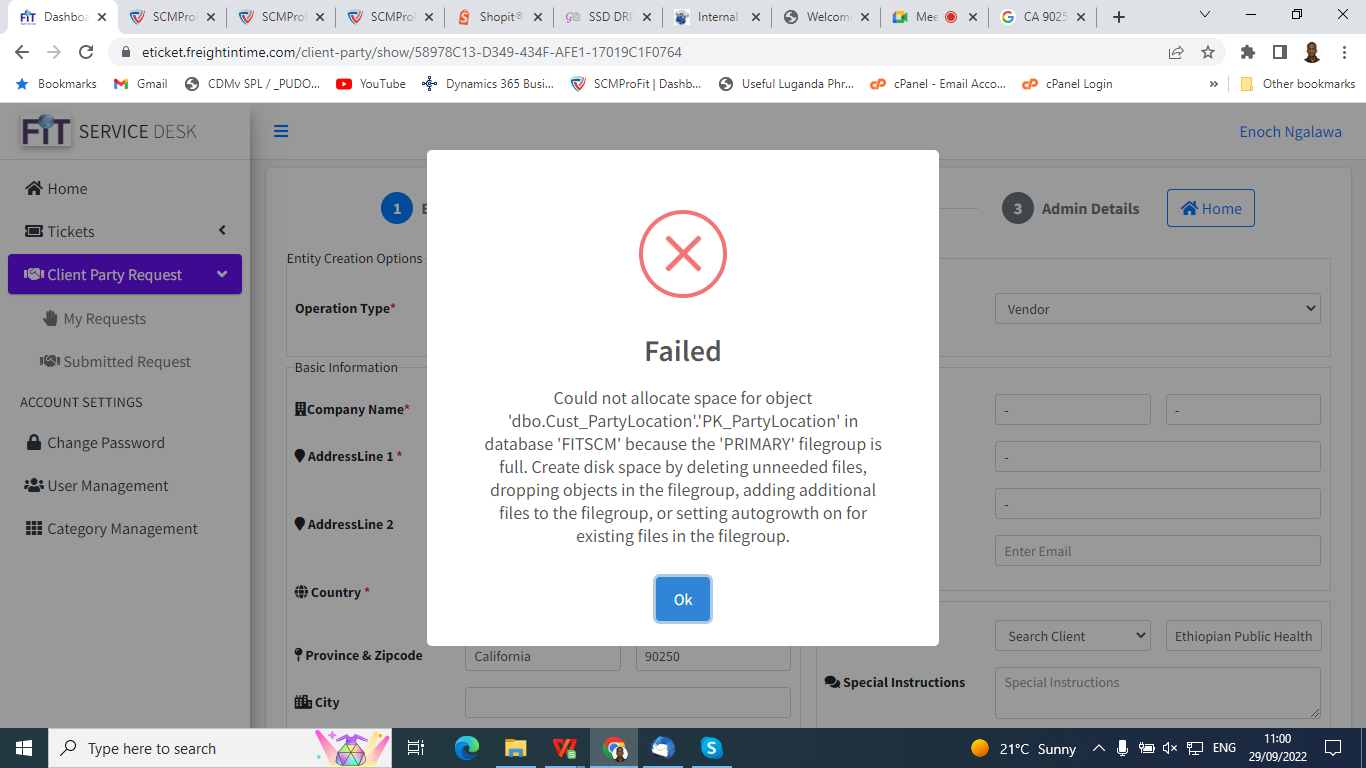 Dashboa
SCMProf
SCMProf
SCMProf
Shopit®
SSD DRI
Internal
Welcom
Mee
CA 9025
eticket.freightintime.com/client-party/show/58978C13-D349-434F-AFE1-17019C1F0764
Bookmarks
Gmail
CDMv SPL / _PUDO...
YouTube
Dynamics 365 Busi...
SCMProFit | Dashb...
Useful Luganda Phr...
cPanel - Email Acco...
cPanel Login
»
Other bookmarks
FIT SERVICE DESK
Enoch Ngalawa
Home
Tickets
Client Party Request
My Requests
Submitted Request
ACCOUNT SETTINGS
Change Password
User Management
Category Management
1
3 Admin Details
Home
Entity Creation Options
Operation Type*
Vendor
Basic Information
Company Name*
-
-
AddressLine 1 *
-
AddressLine 2
-
Enter Email
Country *
Search Client
Ethiopian Public Health
Province & Zipcode
California
90250
Special Instructions
Special Instructions
City
Failed
Could not allocate space for object
'dbo.Cust_PartyLocation'.'PK_PartyLocation' in
database 'FITSCM' because the 'PRIMARY' filegroup is
full. Create disk space by deleting unneeded files,
dropping objects in the filegroup, adding additional
files to the filegroup, or setting autogrowth on for
existing files in the filegroup.
Ok
Type here to search
21°C Sunny
ENG
11:00
29/09/2022